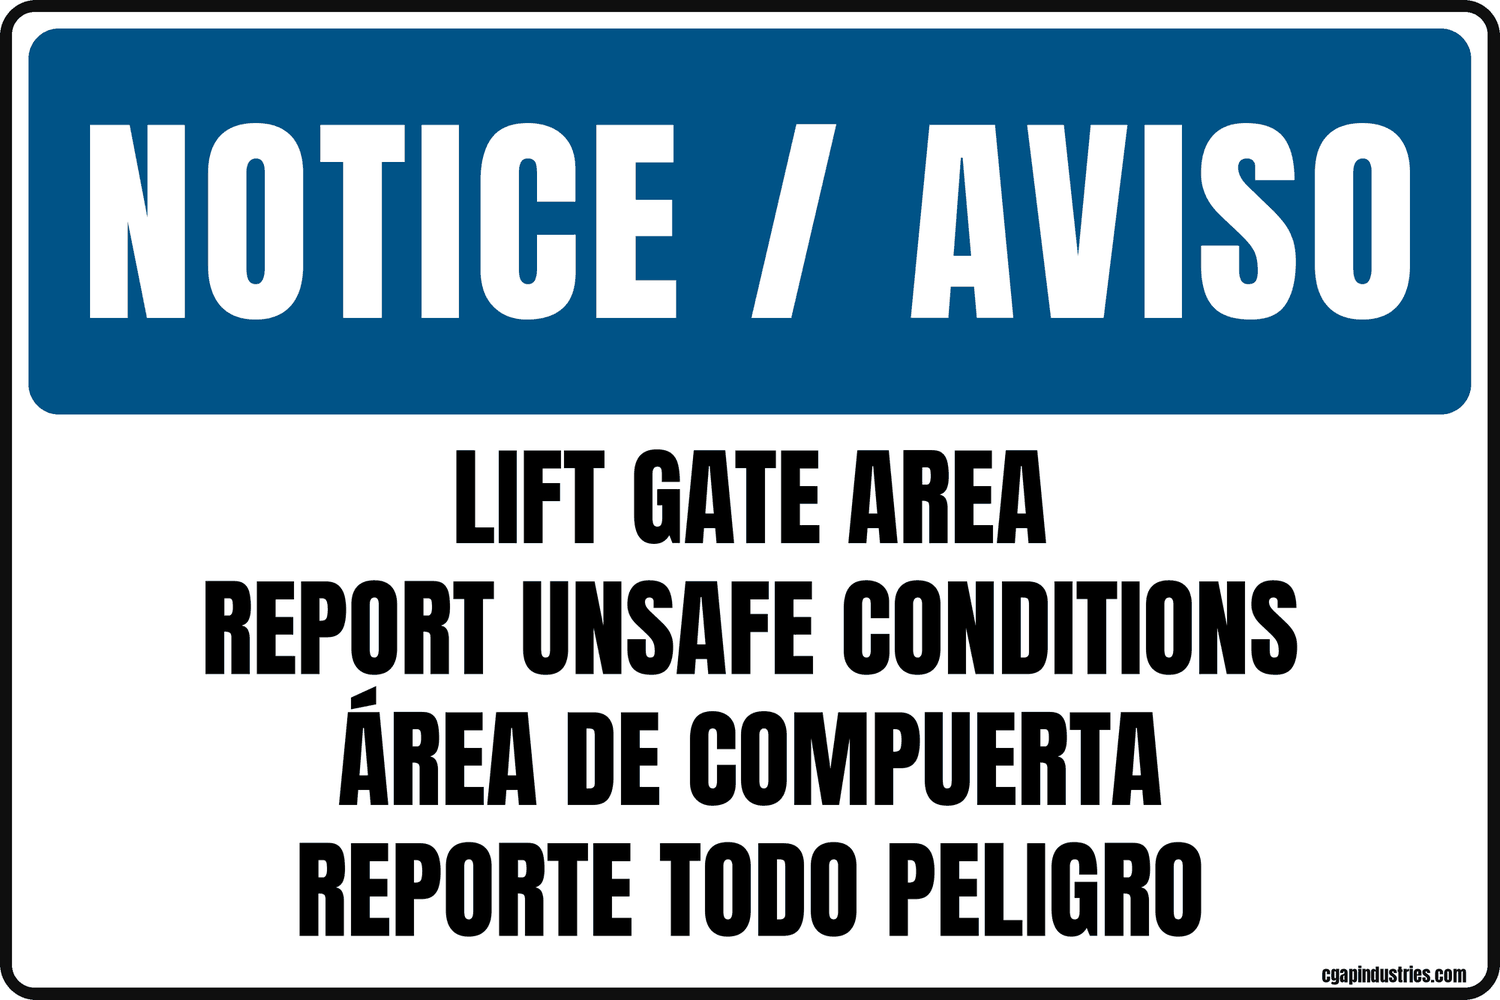 NOTICE / AVISO
LIFT GATE AREA
REPORT UNSAFE CONDITIONS
ÁREA DE COMPUERTA
REPORTE TODO PELIGRO
cgapindustries.com